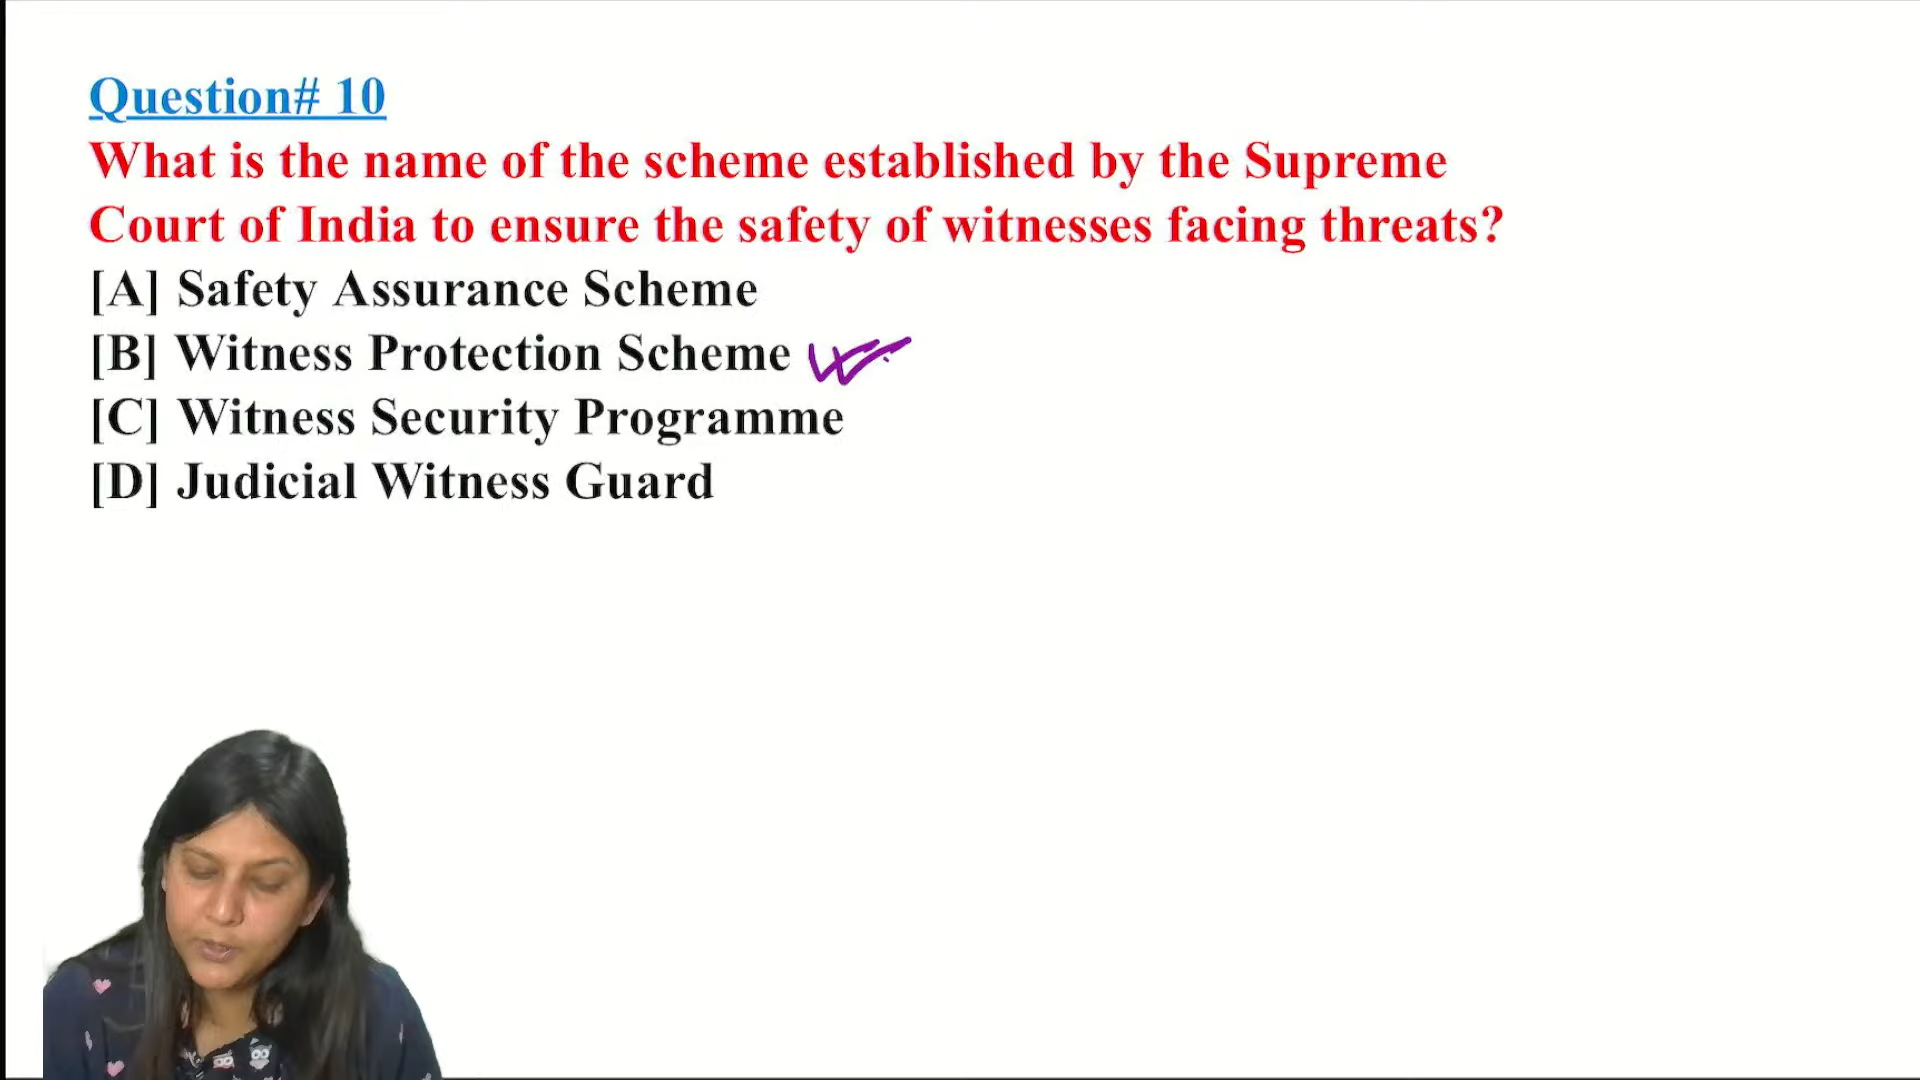 Question# 10
What is the name of the scheme established by the Supreme
Court of India to ensure the safety of witnesses facing threats?
[A] Safety Assurance Scheme
[B] Witness Protection Scheme
[C] Witness Security Programme
[D] Judicial Witness Guard